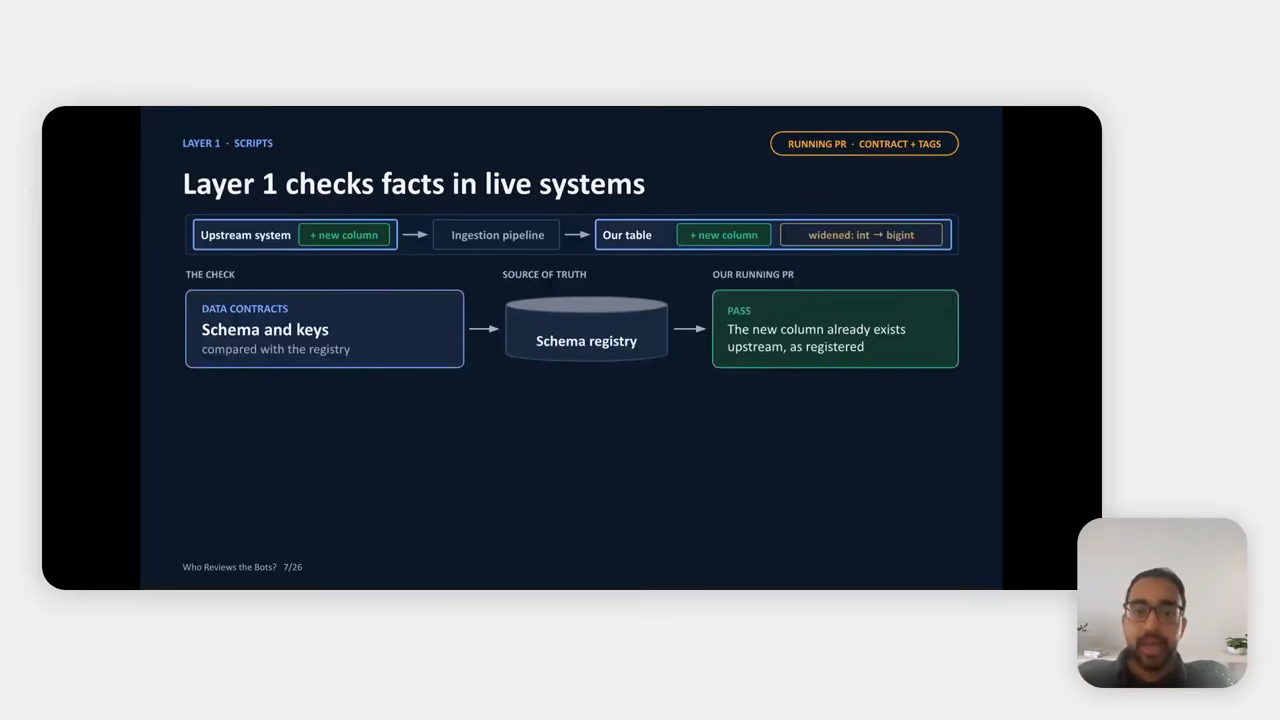 LAYER 1 · SCRIPTS
RUNNING PR · CONTRACT + TAGS
Layer 1 checks facts in live systems
Upstream system
+ new column
Ingestion pipeline
Our table
+ new column
widened: int → bigint
THE CHECK
SOURCE OF TRUTH
OUR RUNNING PR
DATA CONTRACTS
Schema and keys
compared with the registry
Schema registry
PASS
The new column already exists
upstream, as registered
Who Reviews the Bots? 7/26